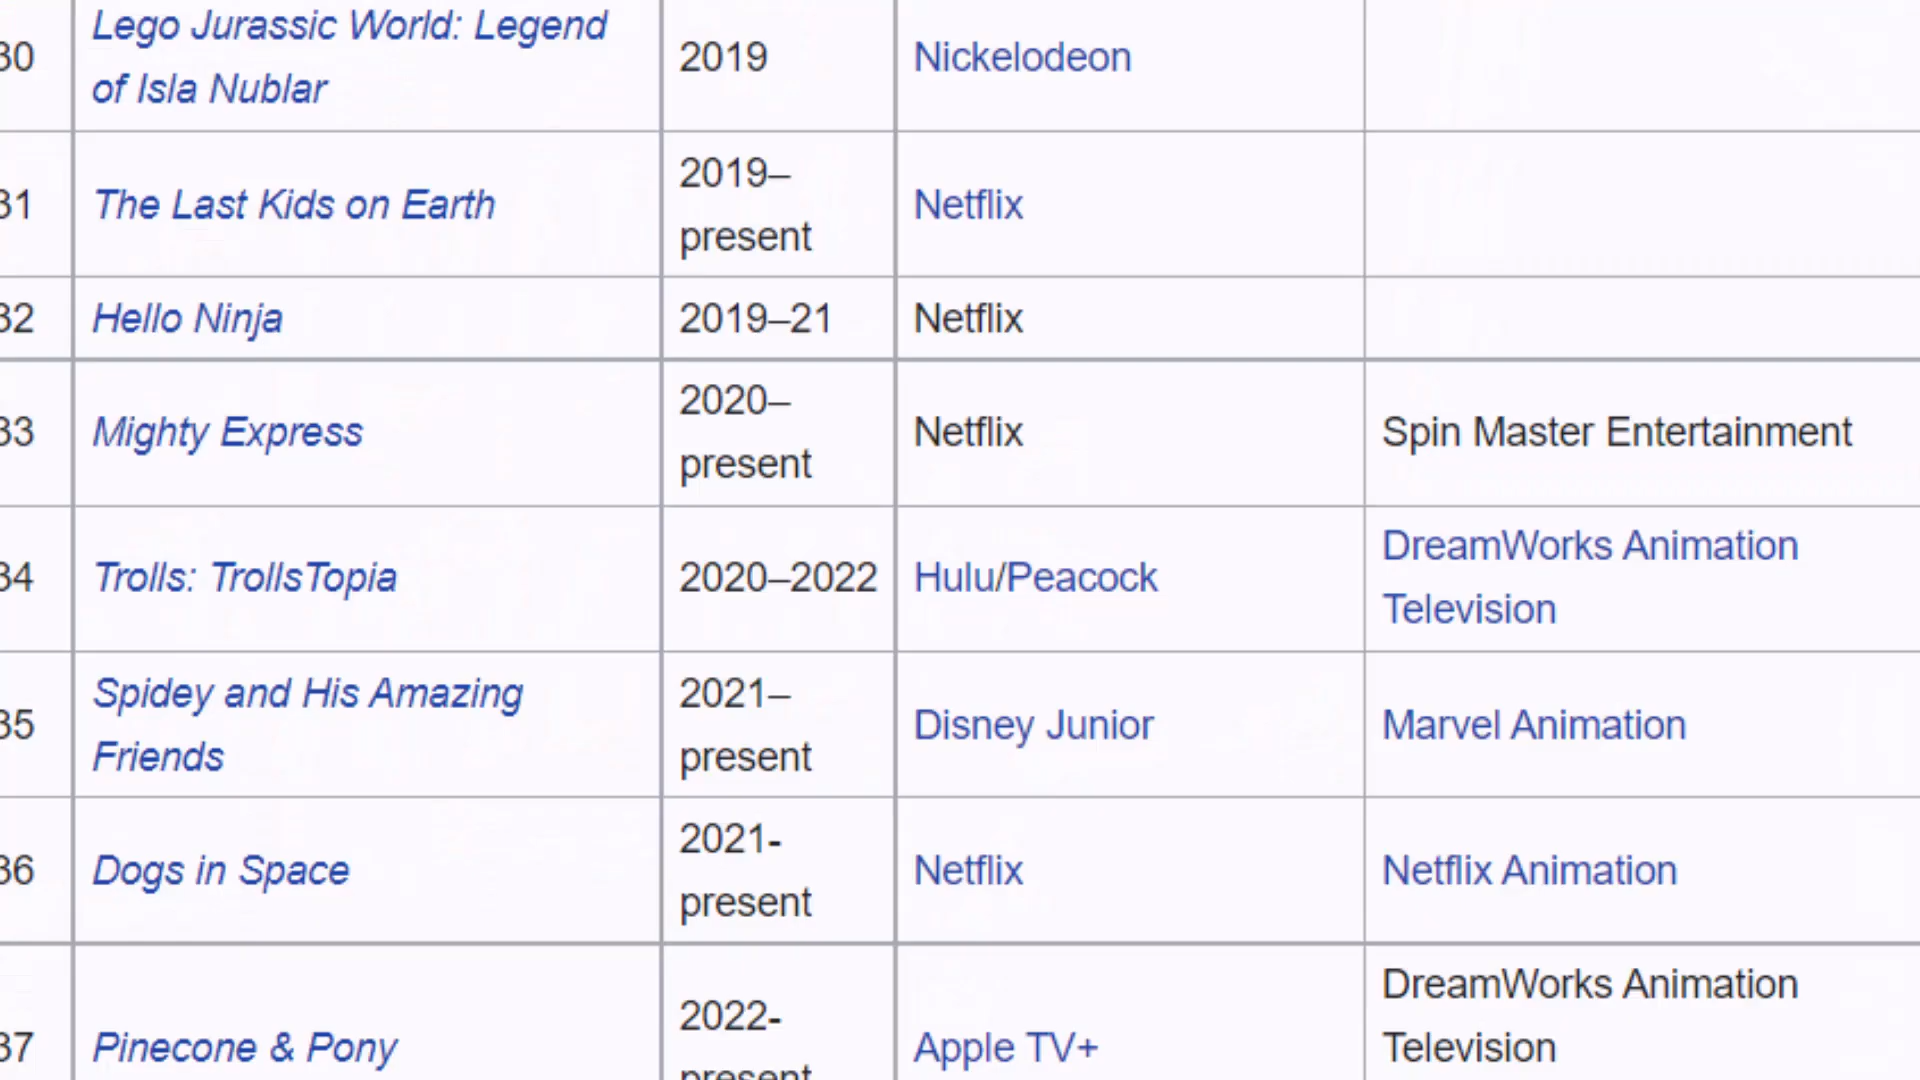 30
Lego Jurassic World: Legend
of Isla Nublar
2019
Nickelodeon
31
The Last Kids on Earth
2019–
present
Netflix
32
Hello Ninja
2019–21
Netflix
33
Mighty Express
2020–
present
Netflix
Spin Master Entertainment
34
Trolls: TrollsTopia
2020–2022
Hulu/Peacock
DreamWorks Animation
Television
35
Spidey and His Amazing
Friends
2021–
present
Disney Junior
Marvel Animation
36
Dogs in Space
2021-
present
Netflix
Netflix Animation
37
Pinecone & Pony
2022-
present
Apple TV+
DreamWorks Animation
Television